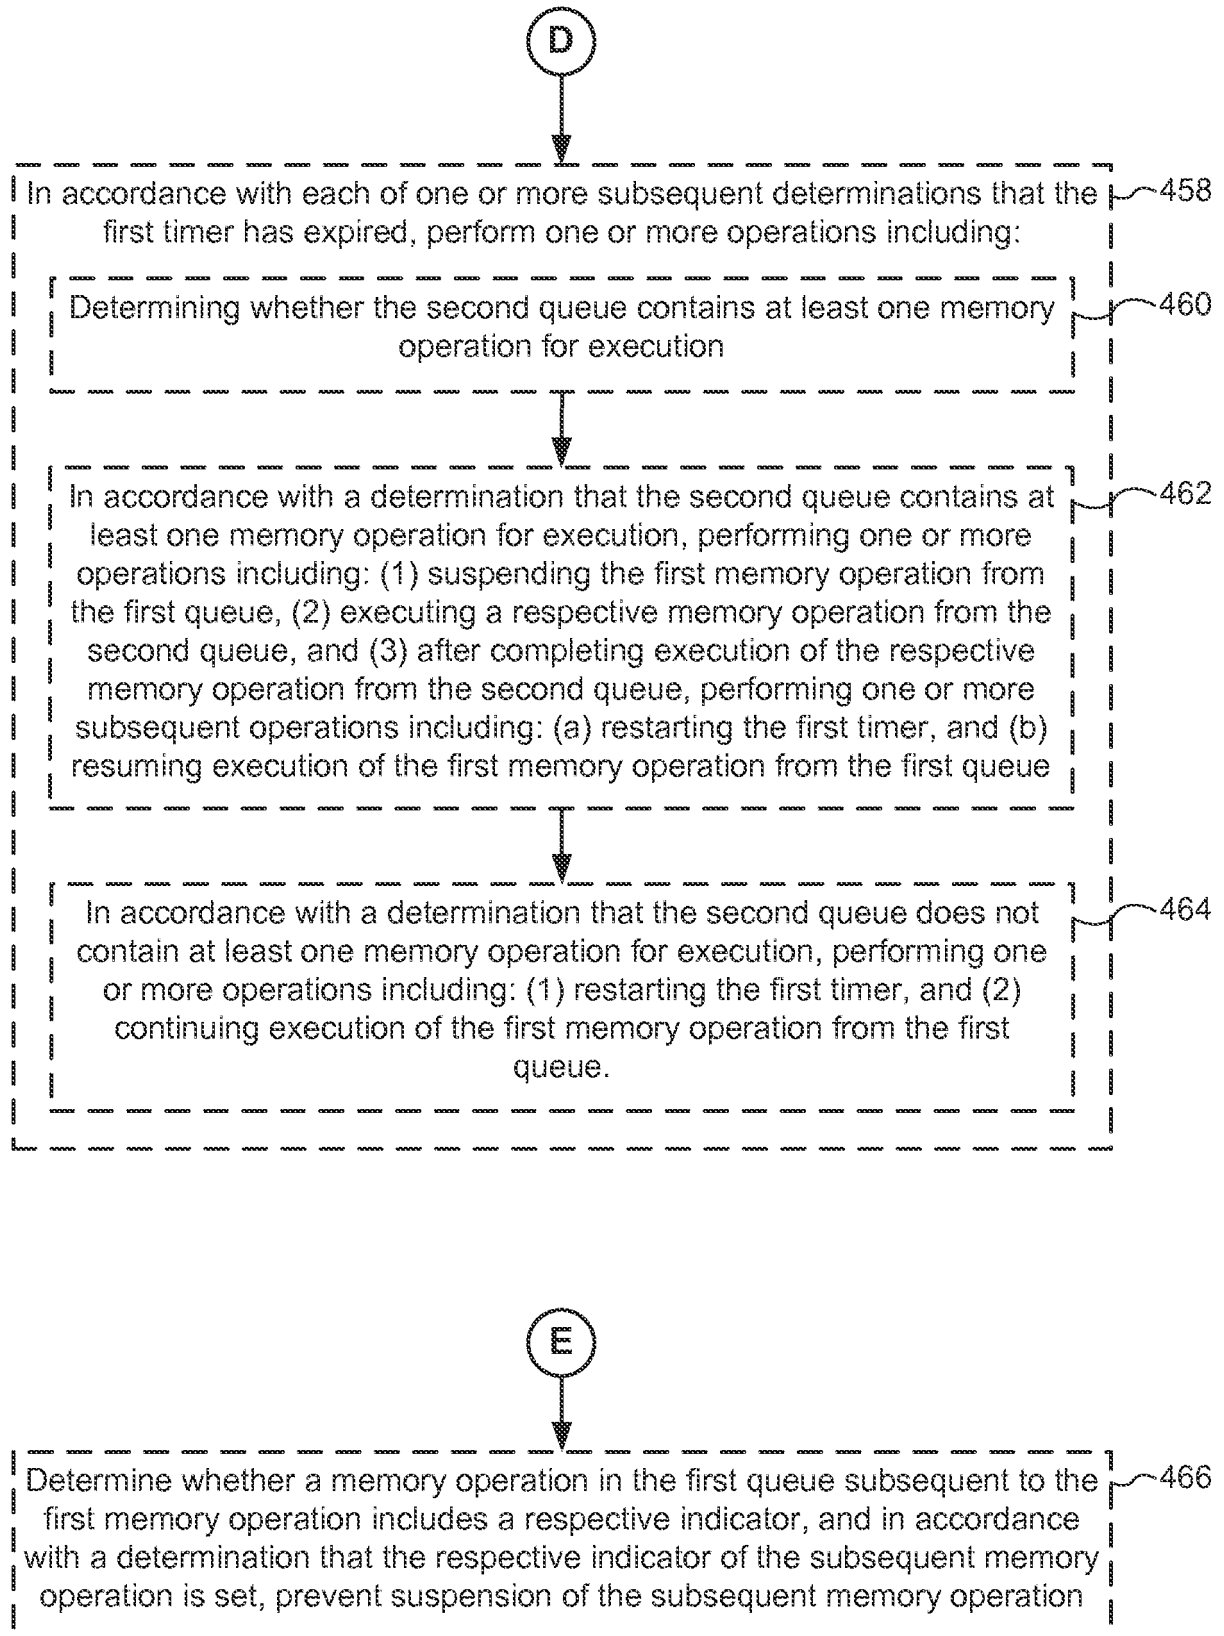 D
In accordance with each of one or more subsequent determinations that the
first timer has expired, perform one or more operations including:
458
Determining whether the second queue contains at least one memory
operation for execution
460
In accordance with a determination that the second queue contains at
least one memory operation for execution, performing one or more
operations including: (1) suspending the first memory operation from
the first queue, (2) executing a respective memory operation from the
second queue, and (3) after completing execution of the respective
memory operation from the second queue, performing one or more
subsequent operations including: (a) restarting the first timer, and (b)
resuming execution of the first memory operation from the first queue
462
In accordance with a determination that the second queue does not
contain at least one memory operation for execution, performing one
or more operations including: (1) restarting the first timer, and (2)
continuing execution of the first memory operation from the first
queue.
464
E
Determine whether a memory operation in the first queue subsequent to the
first memory operation includes a respective indicator, and in accordance
with a determination that the respective indicator of the subsequent memory
operation is set, prevent suspension of the subsequent memory operation
466